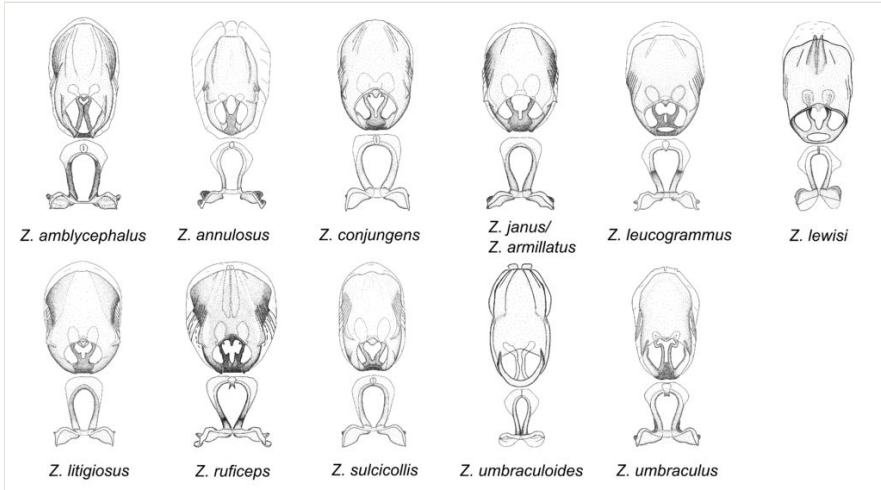 Z. amblycephalus
Z. annulosus
Z. conjungens
Z. janus/
Z. armillatus
Z. leucogrammus
Z. lewisi
Z. litigiosus
Z. ruficeps
Z. sulcicollis
Z. umbraculoides
Z. umbraculus